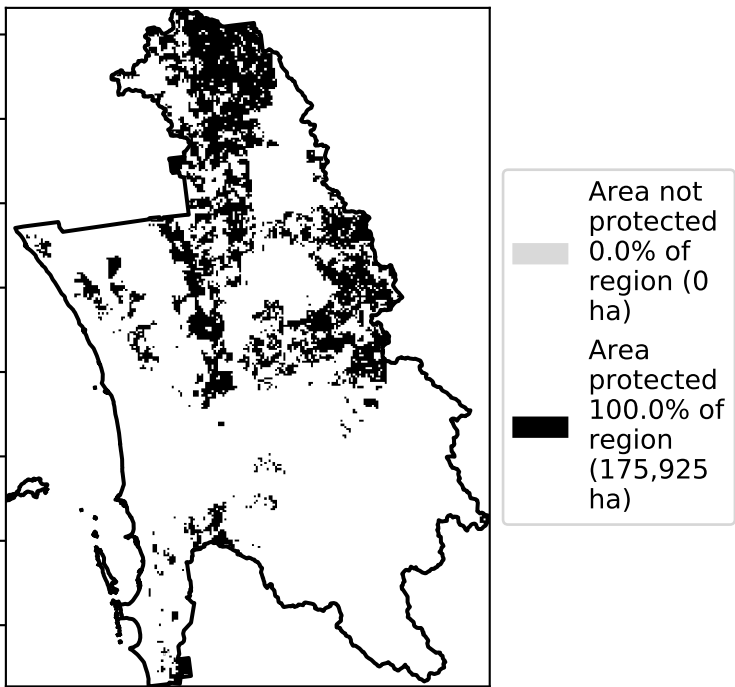 Area not
protected
0.0% of
region (0
ha)
Area
protected
100.0% of
region
(175,925
ha)